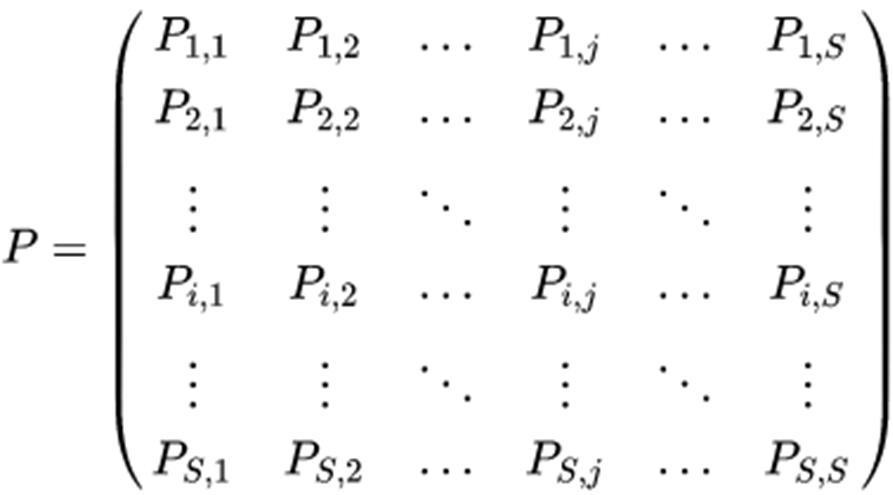 P_{1,1} P_{1,2} … P_{1,j} … P_{1,S}
P_{2,1} P_{2,2} … P_{2,j} … P_{2,S}
⋮ ⋮ ⋱ ⋮ ⋱ ⋮
P = P_{i,1} P_{i,2} … P_{i,j} … P_{i,S}
⋮ ⋮ ⋱ ⋮ ⋱ ⋮
P_{S,1} P_{S,2} … P_{S,j} … P_{S,S}